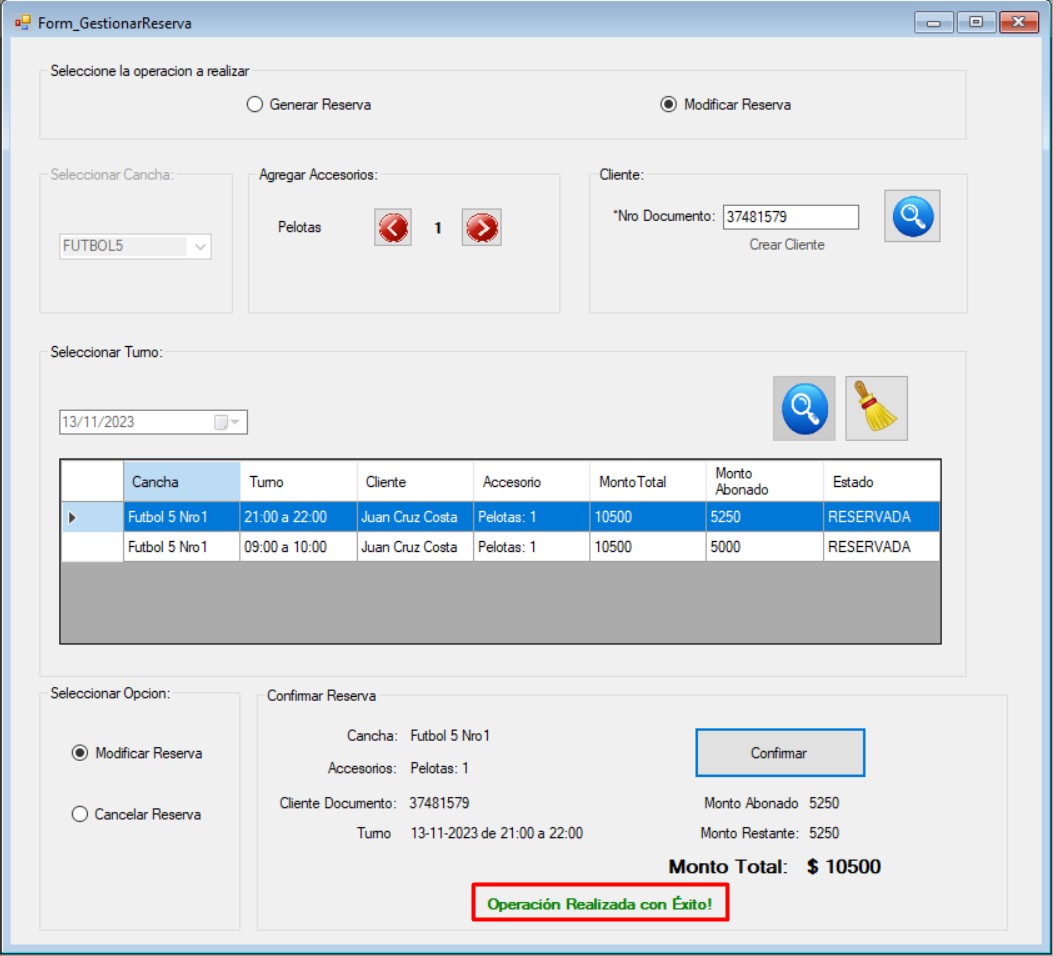 Form_GestionarReserva
Seleccione la operacion a realizar
Generar Reserva
Modificar Reserva
Seleccionar Cancha:
Agregar Accesorios:
Cliente:
Pelotas
1
*Nro Documento:
37481579
FUTBOL5
Crear Cliente
Seleccionar Turno:
13/11/2023
Cancha Turno Cliente Accesorio MontoTotal Monto Abonado Estado
Futbol 5 Nro1 21:00 a 22:00 Juan Cruz Costa Pelotas: 1 10500 5250 RESERVADA
Futbol 5 Nro1 09:00 a 10:00 Juan Cruz Costa Pelotas: 1 10500 5000 RESERVADA
Seleccionar Opcion:
Modificar Reserva
Cancelar Reserva
Confirmar Reserva
Cancha: Futbol 5 Nro1
Accesorios: Pelotas: 1
Cliente Documento: 37481579
Turno 13-11-2023 de 21:00 a 22:00
Confirmar
Monto Abonado 5250
Monto Restante: 5250
Monto Total: $ 10500
Operación Realizada con Éxito!